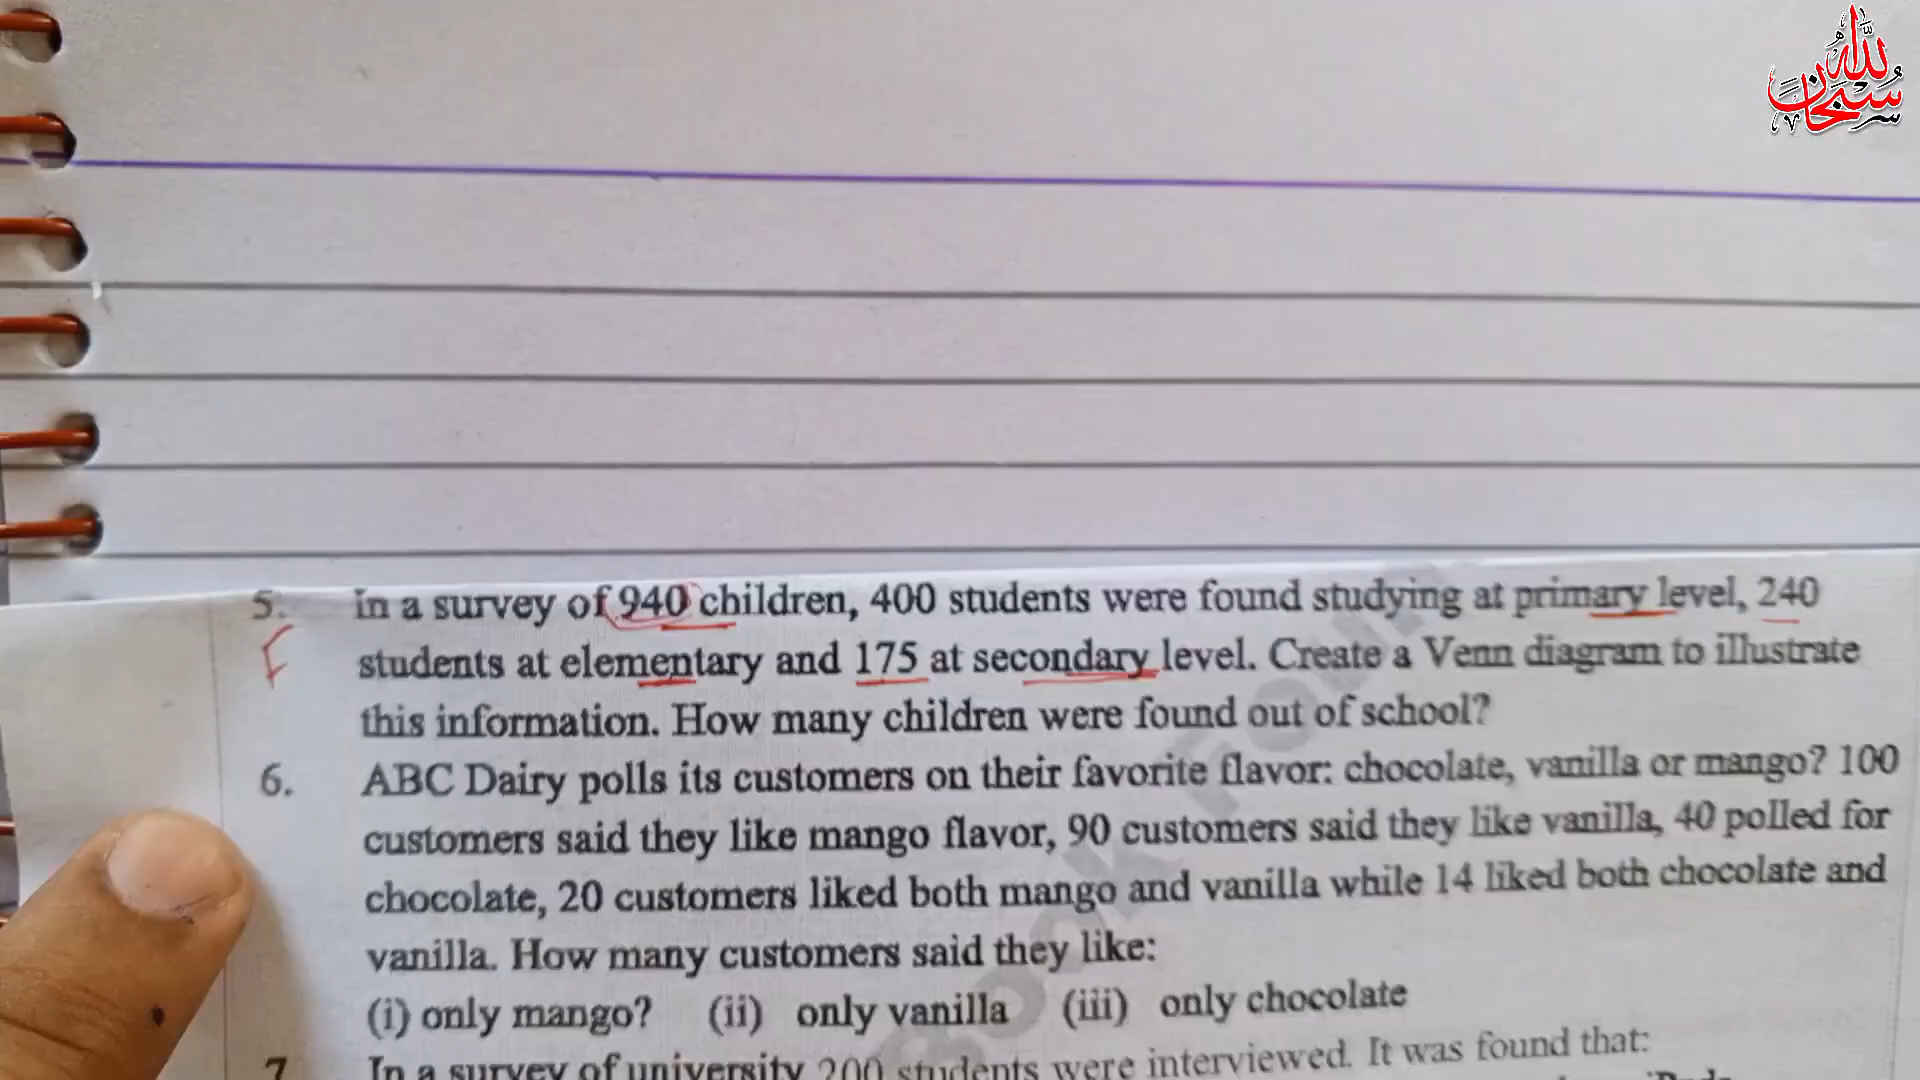 سُبْحَانَ اللّٰه
5. In a survey of 940 children, 400 students were found studying at primary level, 240
students at elementary and 175 at secondary level. Create a Venn diagram to illustrate
this information. How many children were found out of school?
6. ABC Dairy polls its customers on their favorite flavor: chocolate, vanilla or mango? 100
customers said they like mango flavor, 90 customers said they like vanilla, 40 polled for
chocolate, 20 customers liked both mango and vanilla while 14 liked both chocolate and
vanilla. How many customers said they like:
(i) only mango? (ii) only vanilla (iii) only chocolate
7 In a survey of university 200 students were interviewed. It was found that: